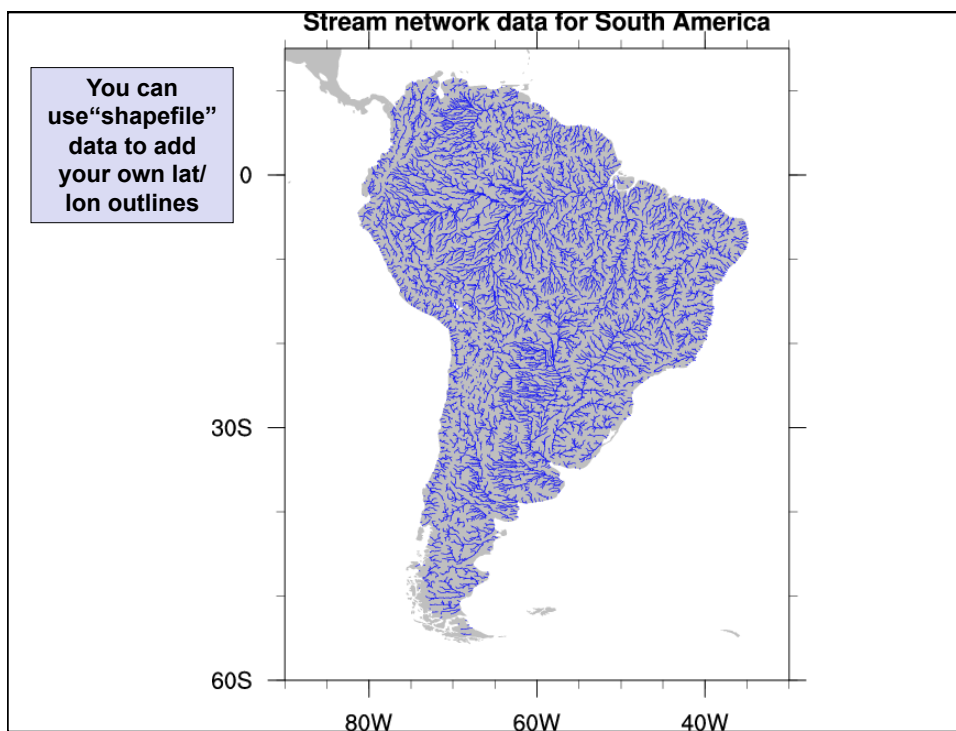 Stream network data for South America
You can
use“shapefile”
data to add
your own lat/
lon outlines
0
30S
60S
80W
60W
40W